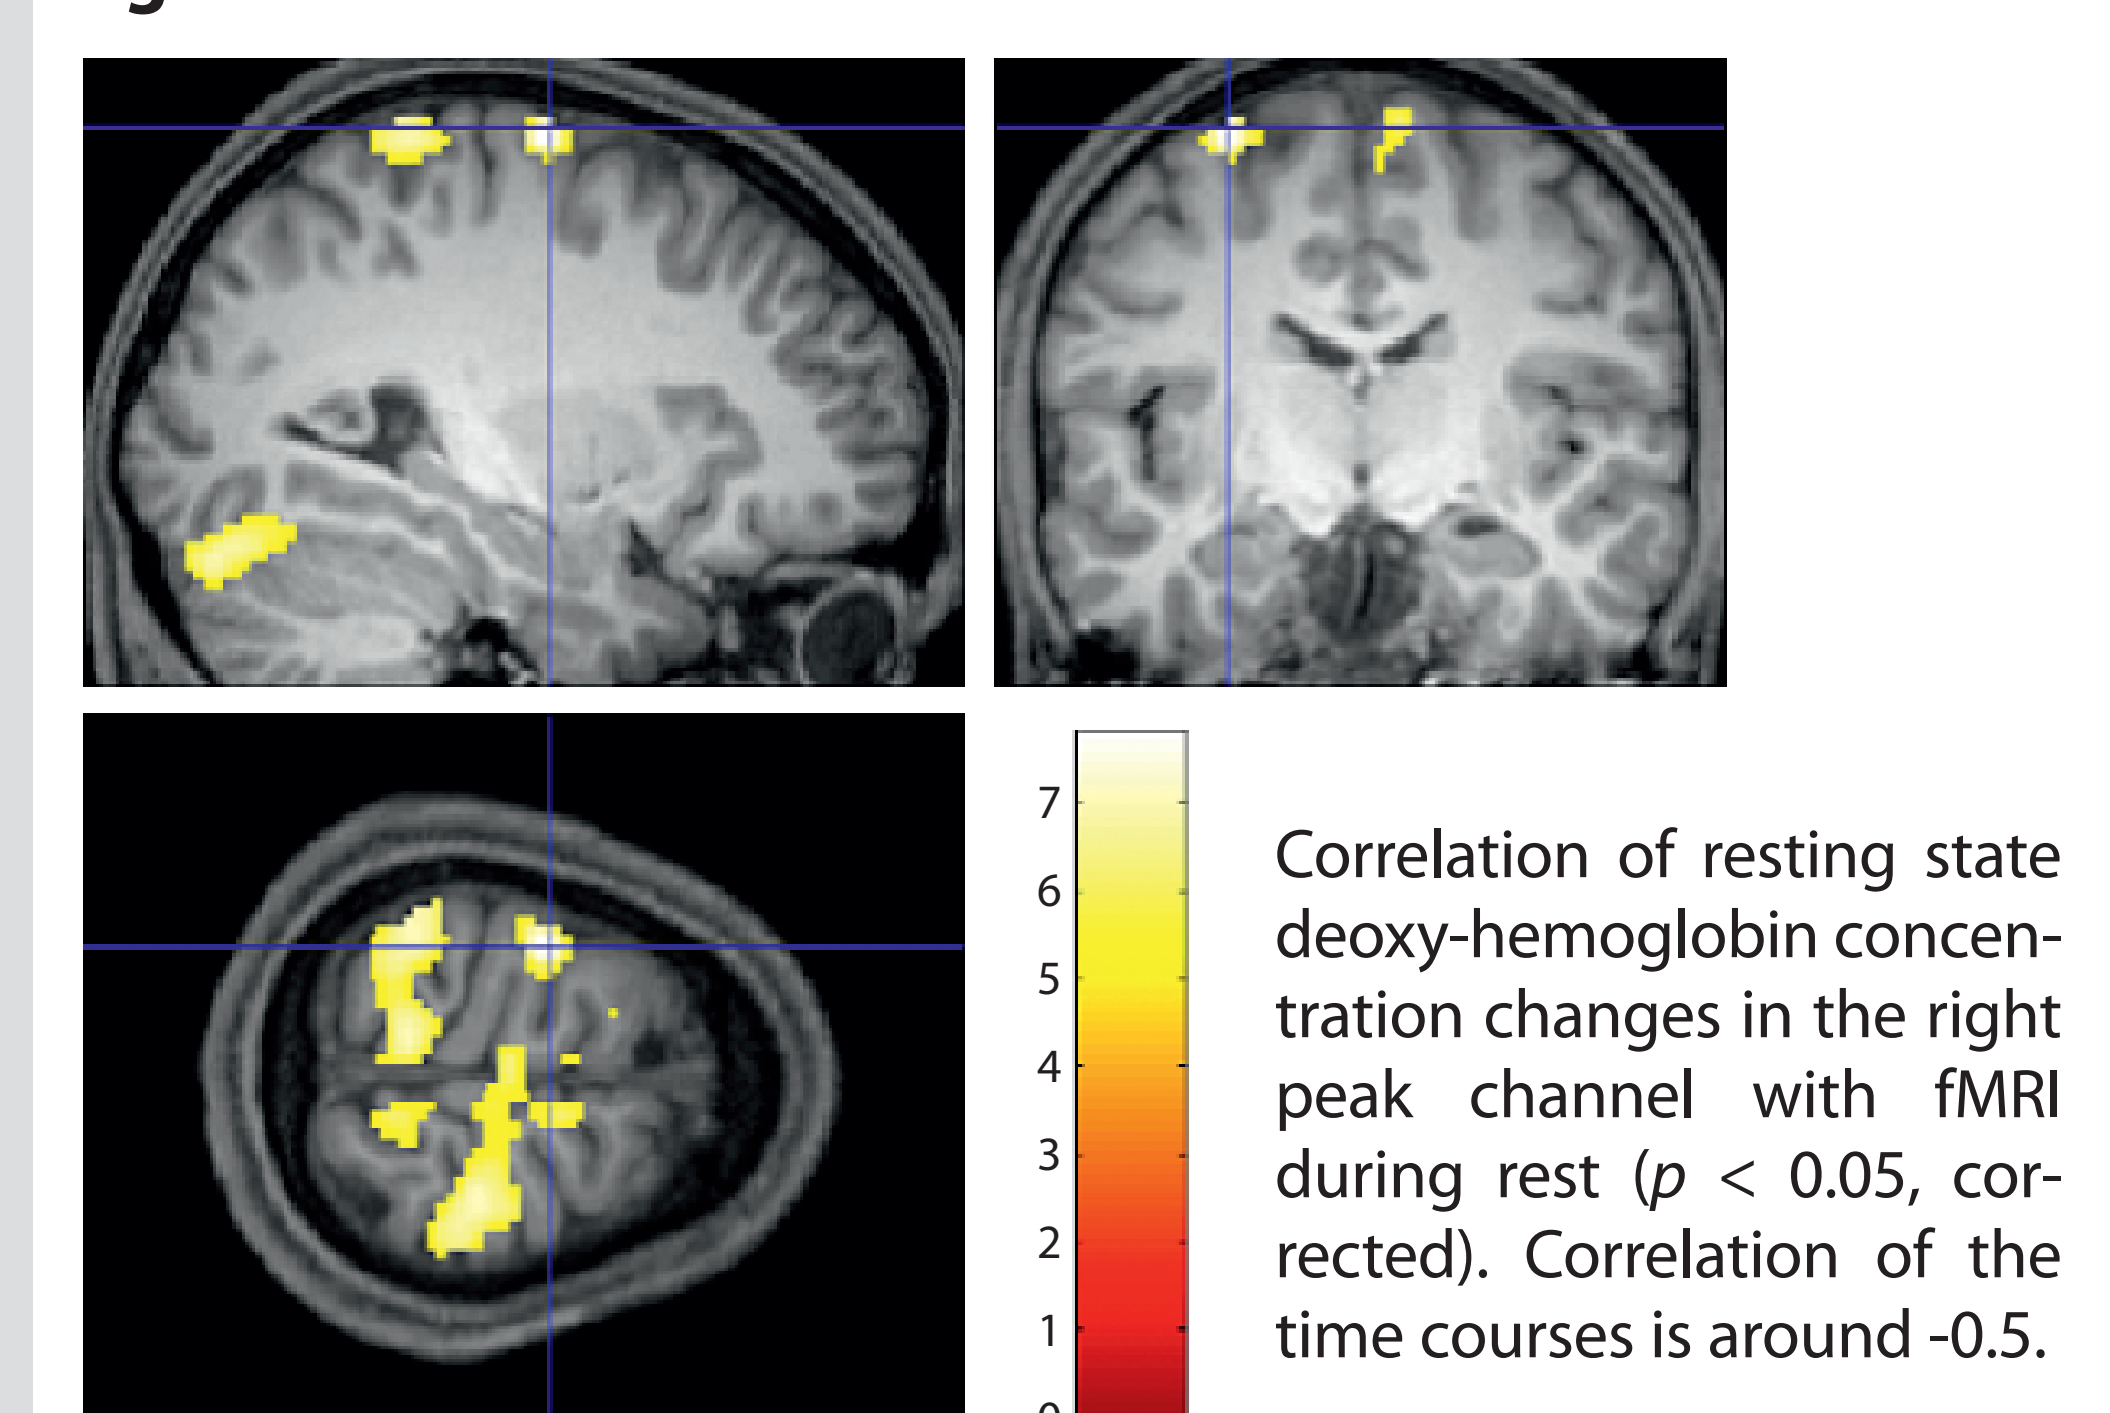 7
6
5
4
3
2
1
0
Correlation of resting state
deoxy-hemoglobin concen-
tration changes in the right
peak channel with fMRI
during rest (p < 0.05, cor-
rected). Correlation of the
time courses is around -0.5.